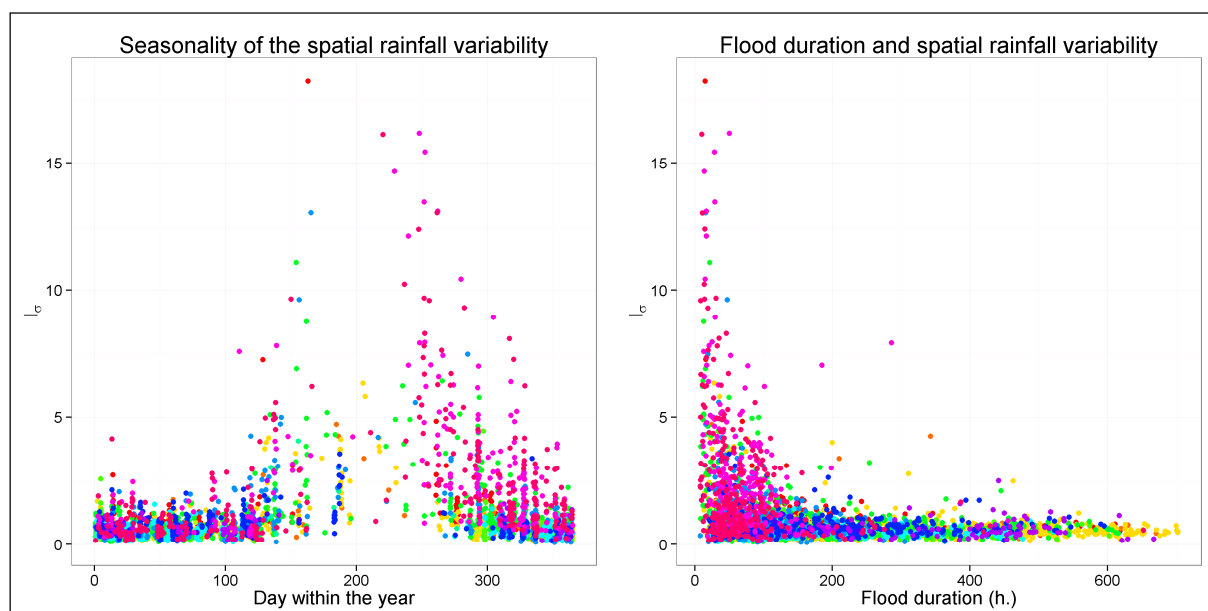 Seasonality of the spatial rainfall variability
15
10
5
0
Iσ
0 100 200 300
Day within the year
Flood duration and spatial rainfall variability
15
10
5
0
Iσ
0 200 400 600
Flood duration (h.)